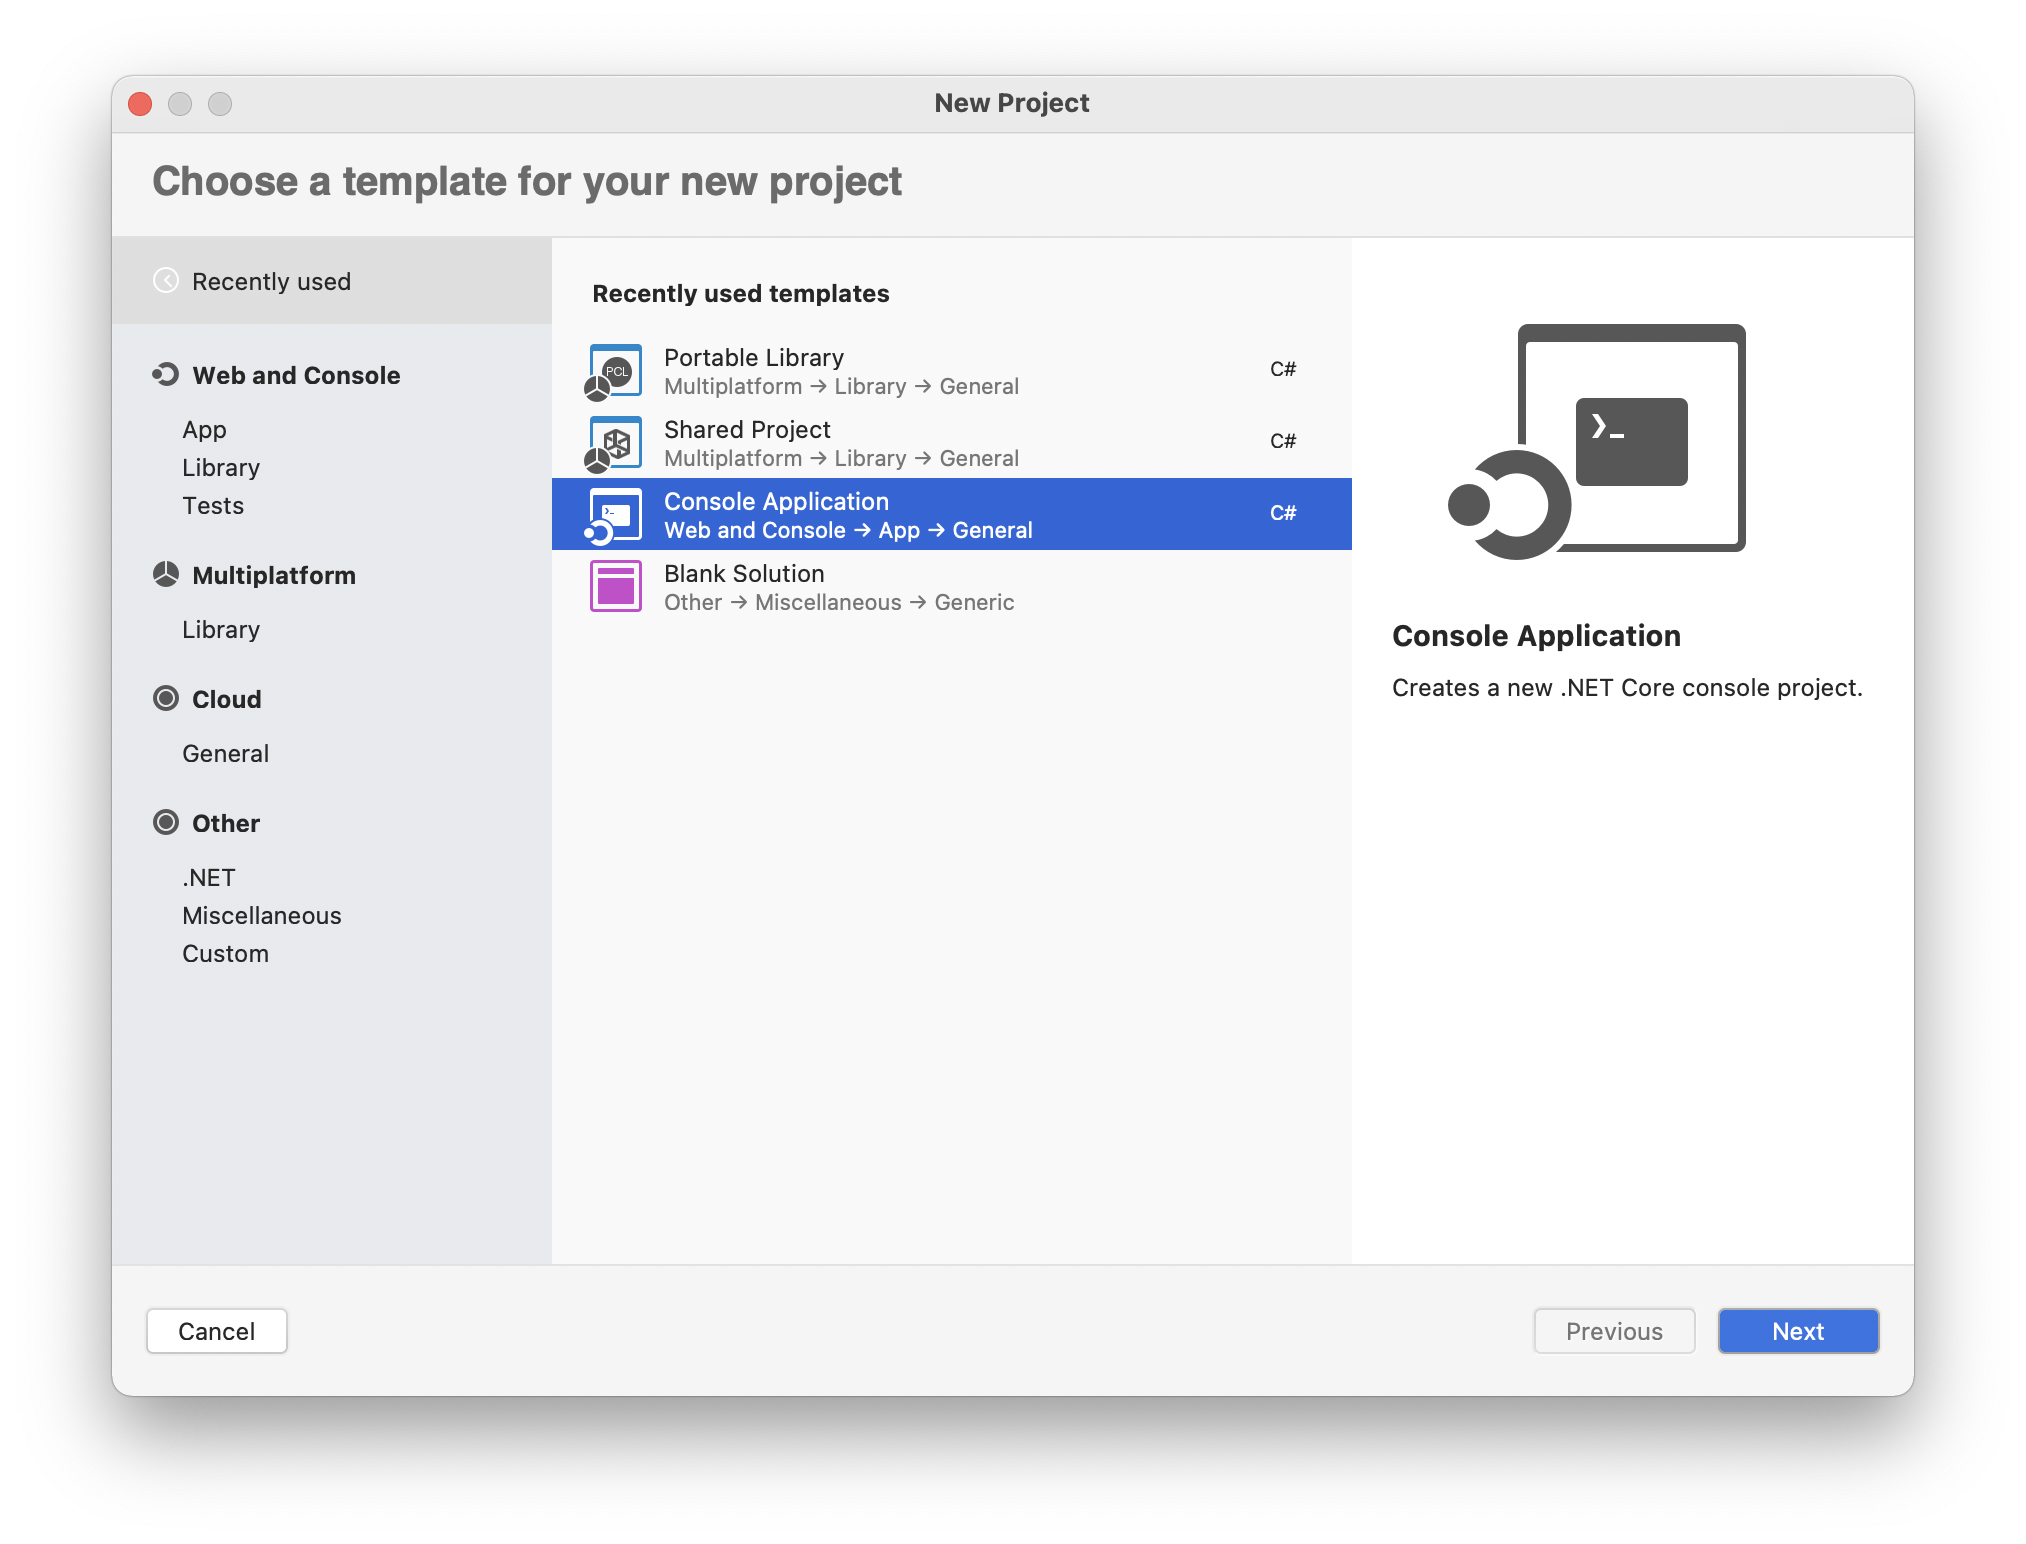 New Project
Choose a template for your new project
Recently used
Web and Console
App
Library
Tests
Multiplatform
Library
Cloud
General
Other
.NET
Miscellaneous
Custom
Recently used templates
PCL
Portable Library
C#
Multiplatform → Library → General
Shared Project
C#
Multiplatform → Library → General
Console Application
C#
Web and Console → App → General
Blank Solution
Other → Miscellaneous → Generic
Console Application
Creates a new .NET Core console project.
Cancel
Previous
Next